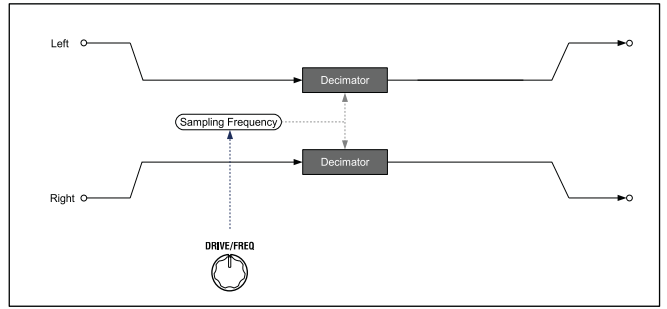 Left
Decimator
Sampling Frequency
Decimator
Right
DRIVE/FREQ